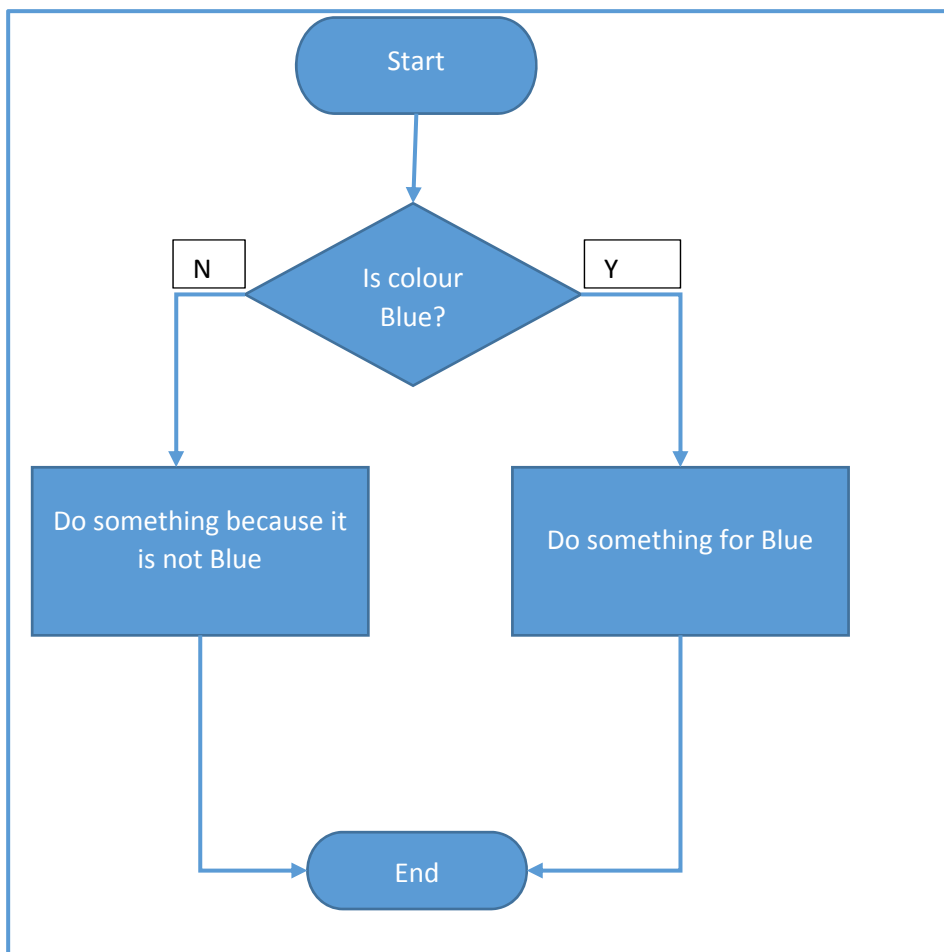 Start
N
Y
Is colour
Blue?
Do something because it
is not Blue
Do something for Blue
End